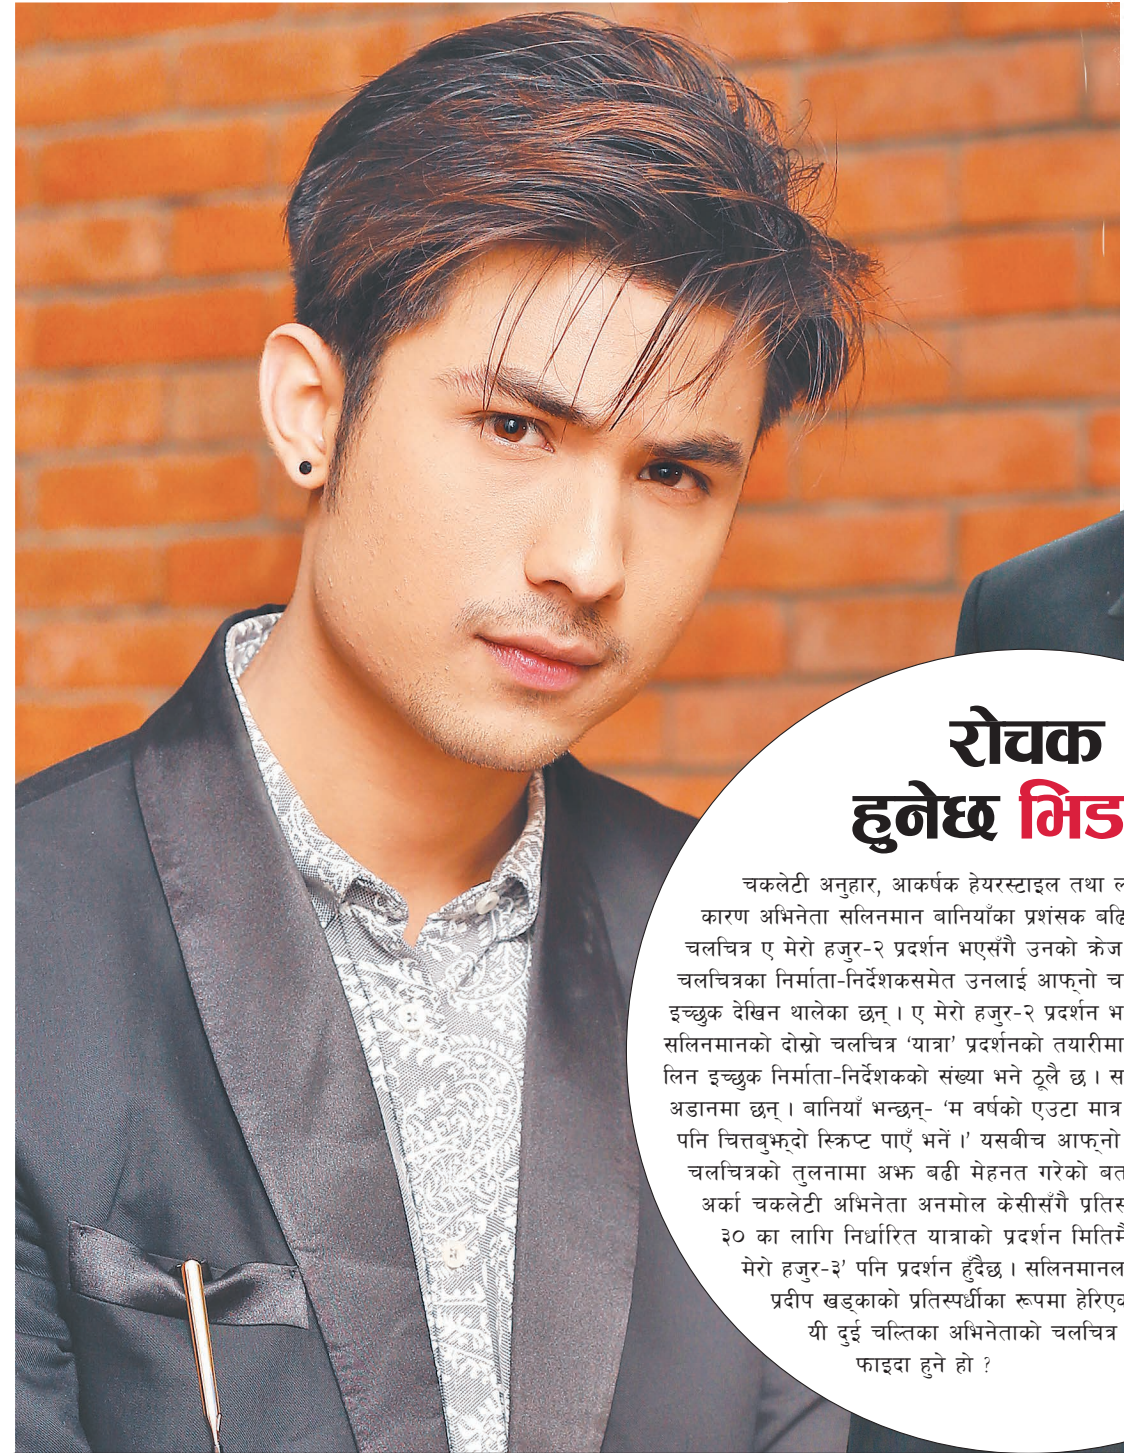 रोचक
हुनेछ भिड
चकलेटी अनुहार, आकर्षक हेयरस्टाइल तथा
कारण अभिनेता सलिनमान बानियाँका प्रशंसक
चलचित्र ए मेरो हजुर-२ प्रदर्शन भएसँगै उनको क्रेज
चलचित्रका निर्माता-निर्देशकसमेत उनलाई आफ्नो
इच्छुक देखिन थालेका छन् । ए मेरो हजुर-२ प्रदर्शन
सलिनमानको दोस्रो चलचित्र ‘यात्रा’ प्रदर्शनको तयारीमा
लिन इच्छुक निर्माता-निर्देशकको संख्या भने ठूलै छ ।
अडानमा छन् । बानियाँ भन्छन्- ‘म वर्षको एउटा मात्र
पनि चित्तबुझ्दो स्क्रिप्ट पाएँ भनें ।’ यसबीच आफ्नो
चलचित्रको तुलनामा अझ बढी मेहनत गरेको
अर्का चकलेटी अभिनेता अनमोल केसीसँगै
३० का लागि निर्धारित यात्राको प्रदर्शन
मेरो हजुर-३’ पनि प्रदर्शन हुँदैछ ।
प्रदीप खड्काको प्रतिस्पर्धीका रूपमा
यी दुई चल्तिका अभिनेताको चलचित्र
फाइदा हुने हो ?